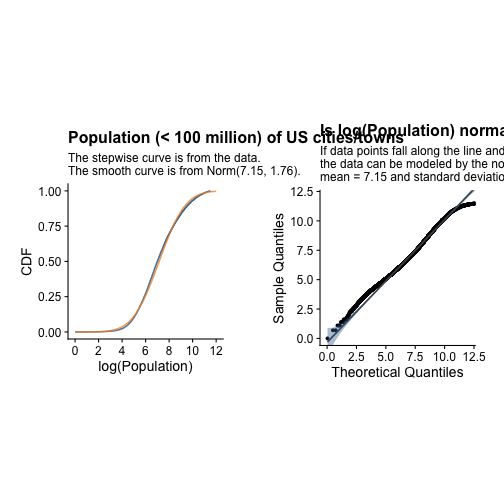 Population (< 100 million) of US cities/towns
The stepwise curve is from the data.
The smooth curve is from Norm(7.15, 1.76).
1.00
0.75
0.50
0.25
0.00
CDF
0 2 4 6 8 10 12
log(Population)
Is log(Population) norma
If data points fall along the line and
the data can be modeled by the no
mean = 7.15 and standard deviatio
12.5
10.0
7.5
5.0
2.5
0.0
Sample Quantiles
0.0 2.5 5.0 7.5 10.0 12.5
Theoretical Quantiles